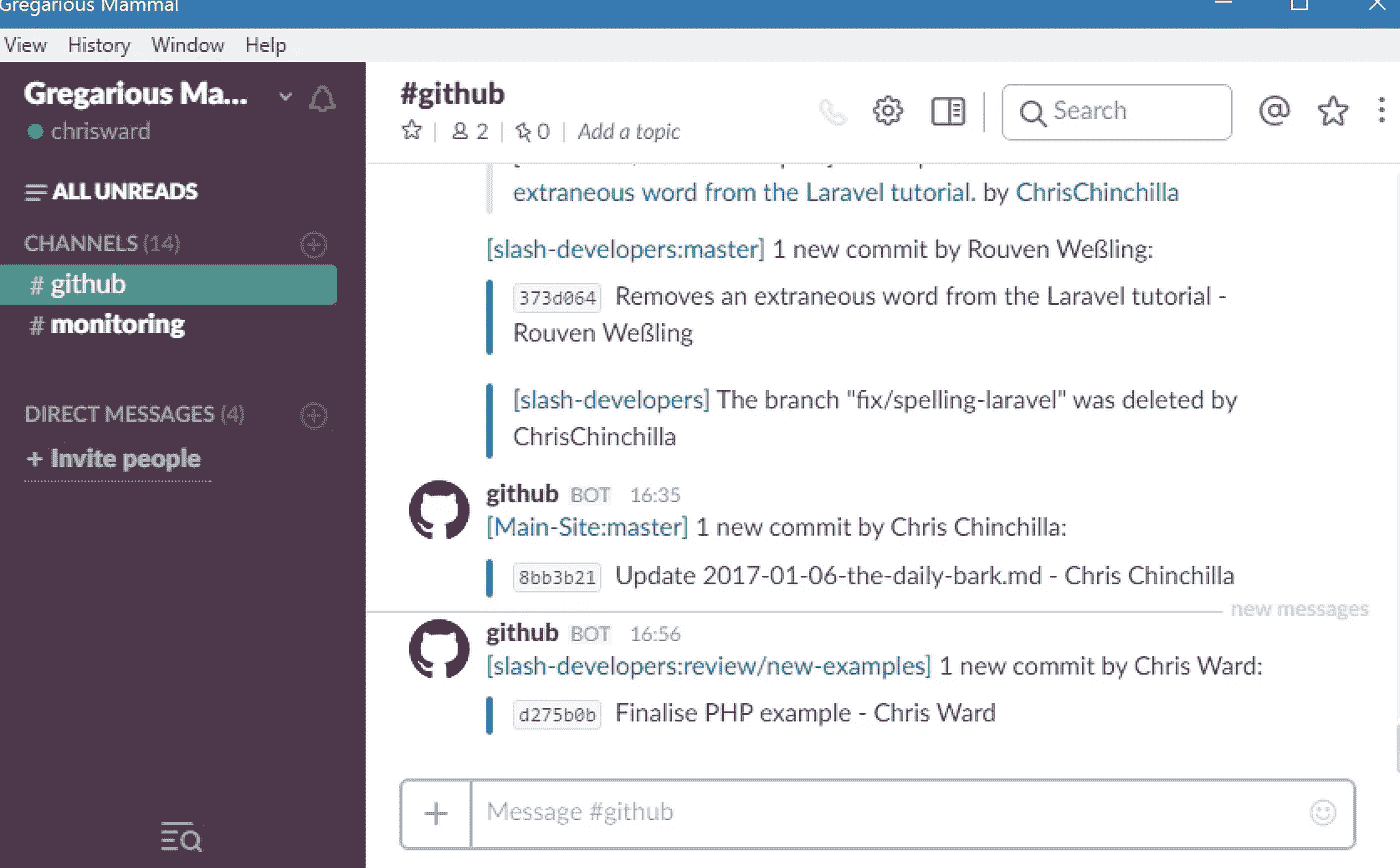 Gregarious Mammal
View History Window Help
Gregarious Ma...
chrisward
ALL UNREADS
CHANNELS (14)
# github
# monitoring
DIRECT MESSAGES (4)
+ Invite people
#github
2 | 0 | Add a topic
Search
extraneous word from the Laravel tutorial. by ChrisChinchilla
[slash-developers:master] 1 new commit by Rouven Weßling:
373d064 Removes an extraneous word from the Laravel tutorial -
Rouven Weßling
[slash-developers] The branch "fix/spelling-laravel" was deleted by
ChrisChinchilla
github BOT 16:35
[Main-Site:master] 1 new commit by Chris Chinchilla:
8bb3b21 Update 2017-01-06-the-daily-bark.md - Chris Chinchilla
new messages
github BOT 16:56
[slash-developers:review/new-examples] 1 new commit by Chris Ward:
d275b0b Finalise PHP example - Chris Ward
Message #github